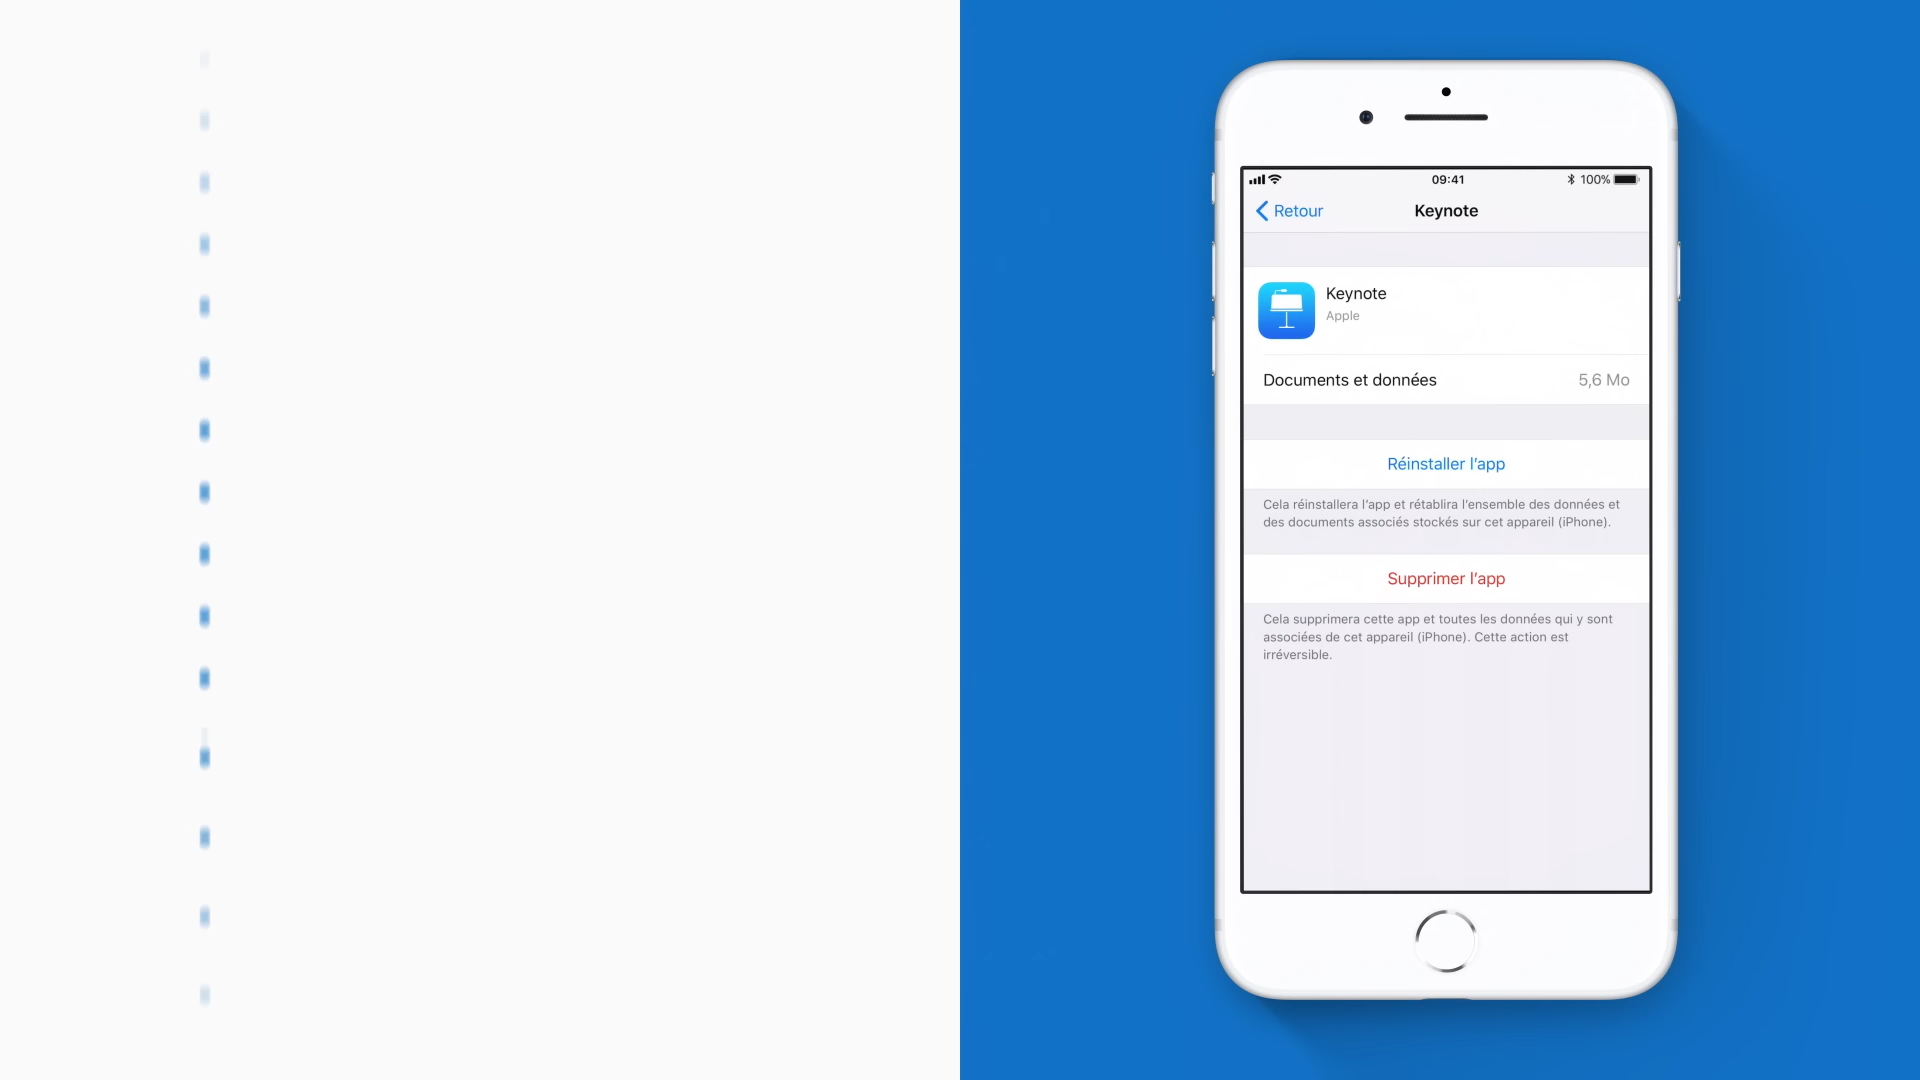 09:41
100%
Retour
Keynote
Keynote
Apple
Documents et données
5,6 Mo
Réinstaller l’app
Cela réinstallera l’app et rétablira l’ensemble des données et
des documents associés stockés sur cet appareil (iPhone).
Supprimer l’app
Cela supprimera cette app et toutes les données qui y sont
associées de cet appareil (iPhone). Cette action est
irréversible.